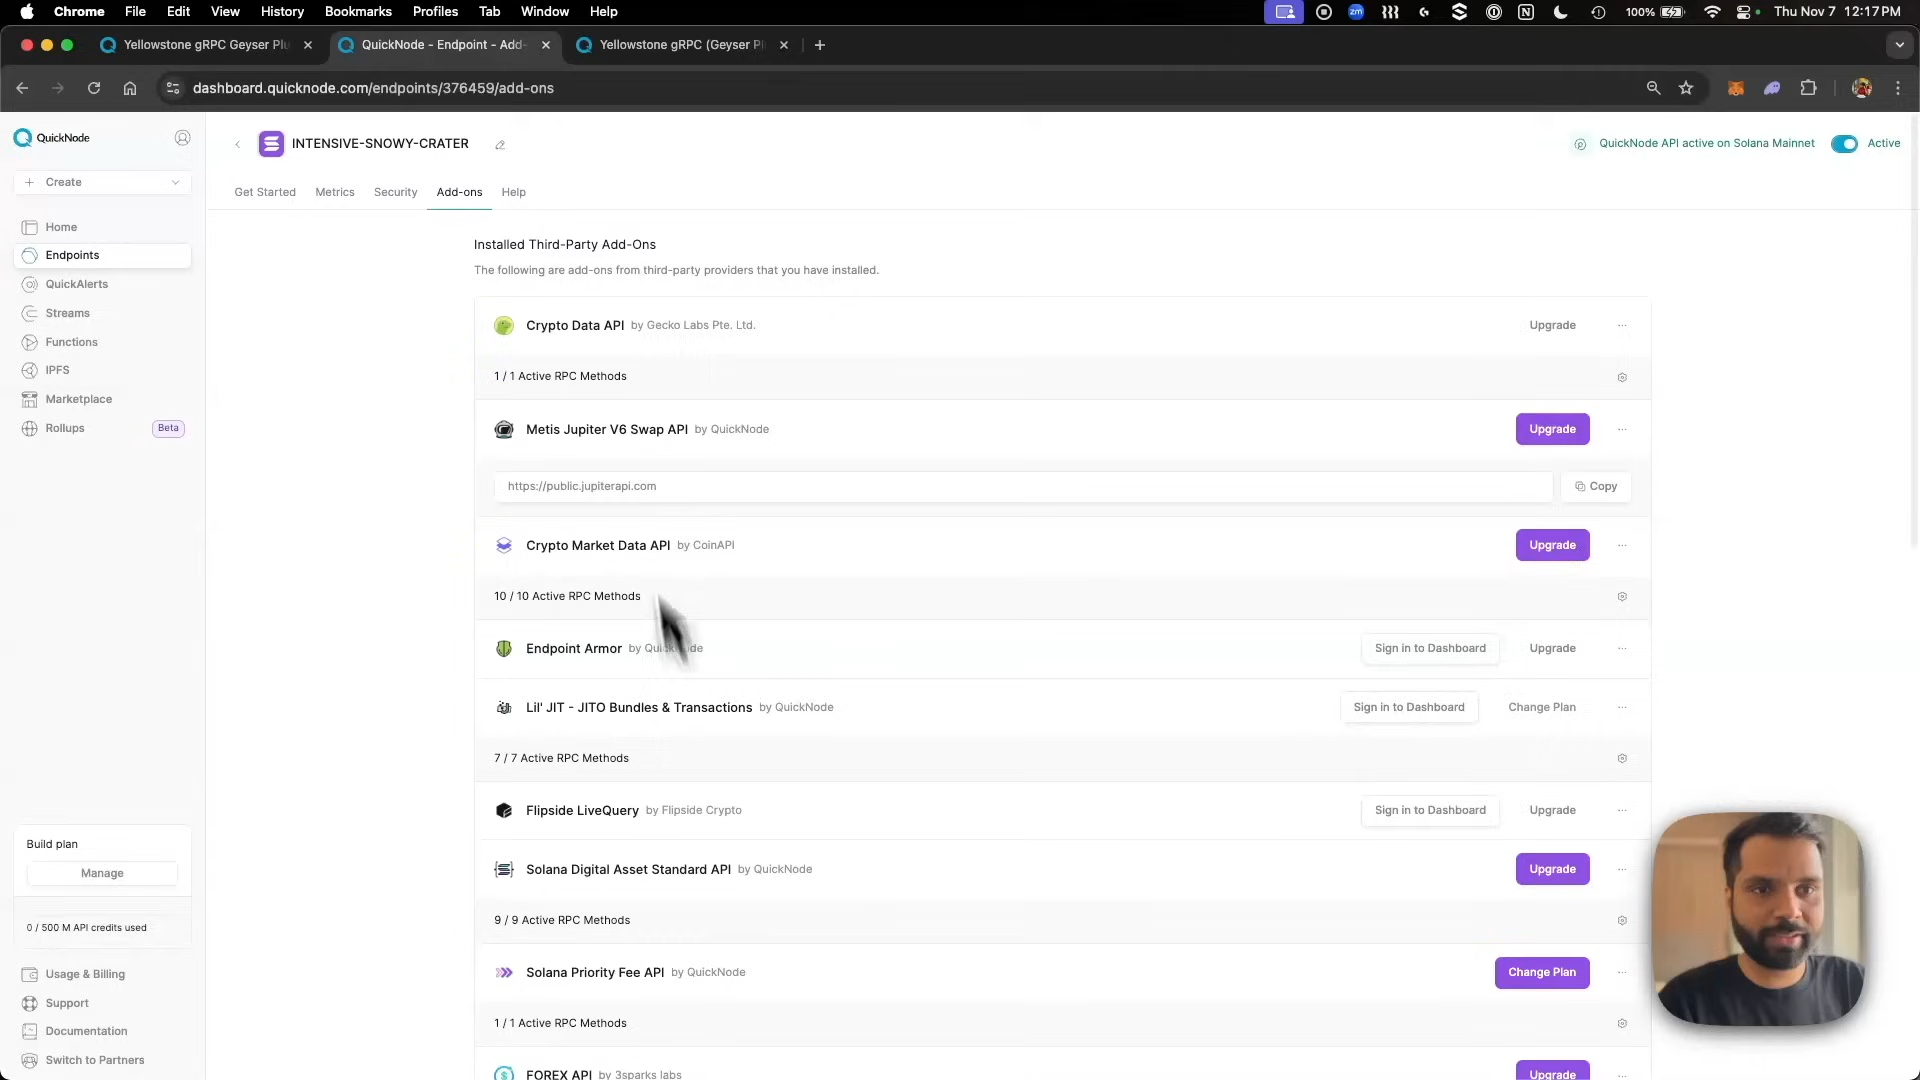 Chrome File Edit View History Bookmarks Profiles Tab Window Help
zm N 100% Thu Nov 7 12:17 PM
Yellowstone gRPC Geyser Plu
QuickNode - Endpoint - Add-
Yellowstone gRPC (Geyser Pl
dashboard.quicknode.com/endpoints/376459/add-ons
QuickNode
INTENSIVE-SNOWY-CRATER
QuickNode API active on Solana Mainnet
Active
Create
Get Started
Metrics
Security
Add-ons
Help
Home
Endpoints
QuickAlerts
Streams
Functions
IPFS
Marketplace
Rollups Beta
Installed Third-Party Add-Ons
The following are add-ons from third-party providers that you have installed.
Crypto Data API by Gecko Labs Pte. Ltd.
Upgrade
1 / 1 Active RPC Methods
Metis Jupiter V6 Swap API by QuickNode
Upgrade
https://public.jupiterapi.com
Copy
Crypto Market Data API by CoinAPI
Upgrade
10 / 10 Active RPC Methods
Endpoint Armor by QuickNode
Sign in to Dashboard
Upgrade
Lil' JIT - JITO Bundles & Transactions by QuickNode
Sign in to Dashboard
Change Plan
7 / 7 Active RPC Methods
Flipside LiveQuery by Flipside Crypto
Sign in to Dashboard
Upgrade
Solana Digital Asset Standard API by QuickNode
Upgrade
9 / 9 Active RPC Methods
Solana Priority Fee API by QuickNode
Change Plan
1 / 1 Active RPC Methods
FOREX API by 3sparks labs
Upgrade
Build plan
Manage
0 / 500 M API credits used
Usage & Billing
Support
Documentation
Switch to Partners